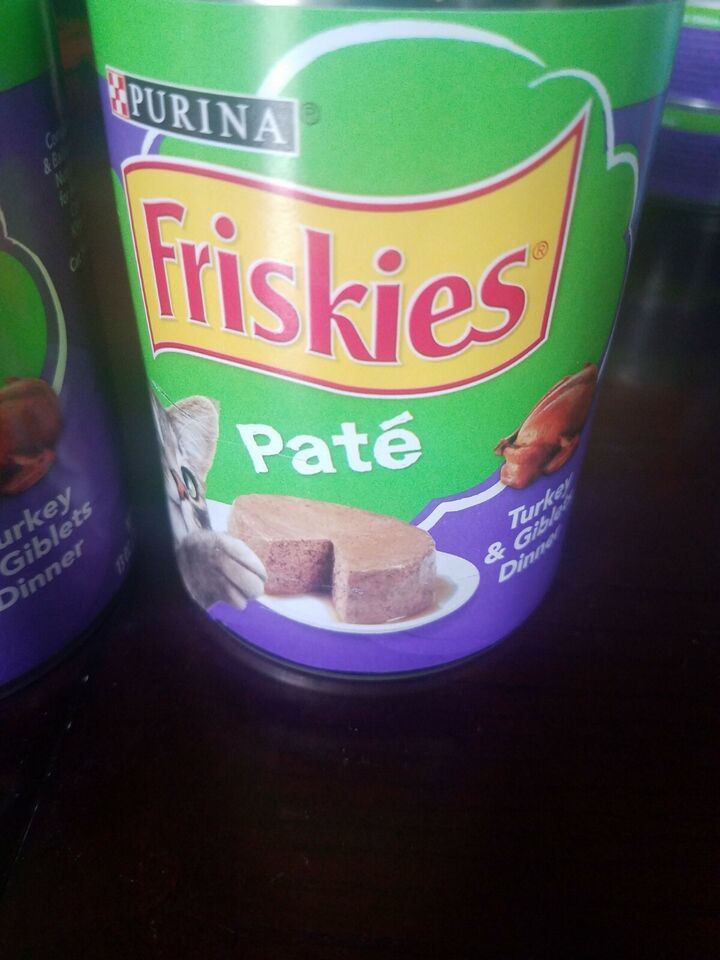 PURINA®
Friskies®
Paté
Turkey
& Giblets
Dinner
urkey
Giblets
Dinner